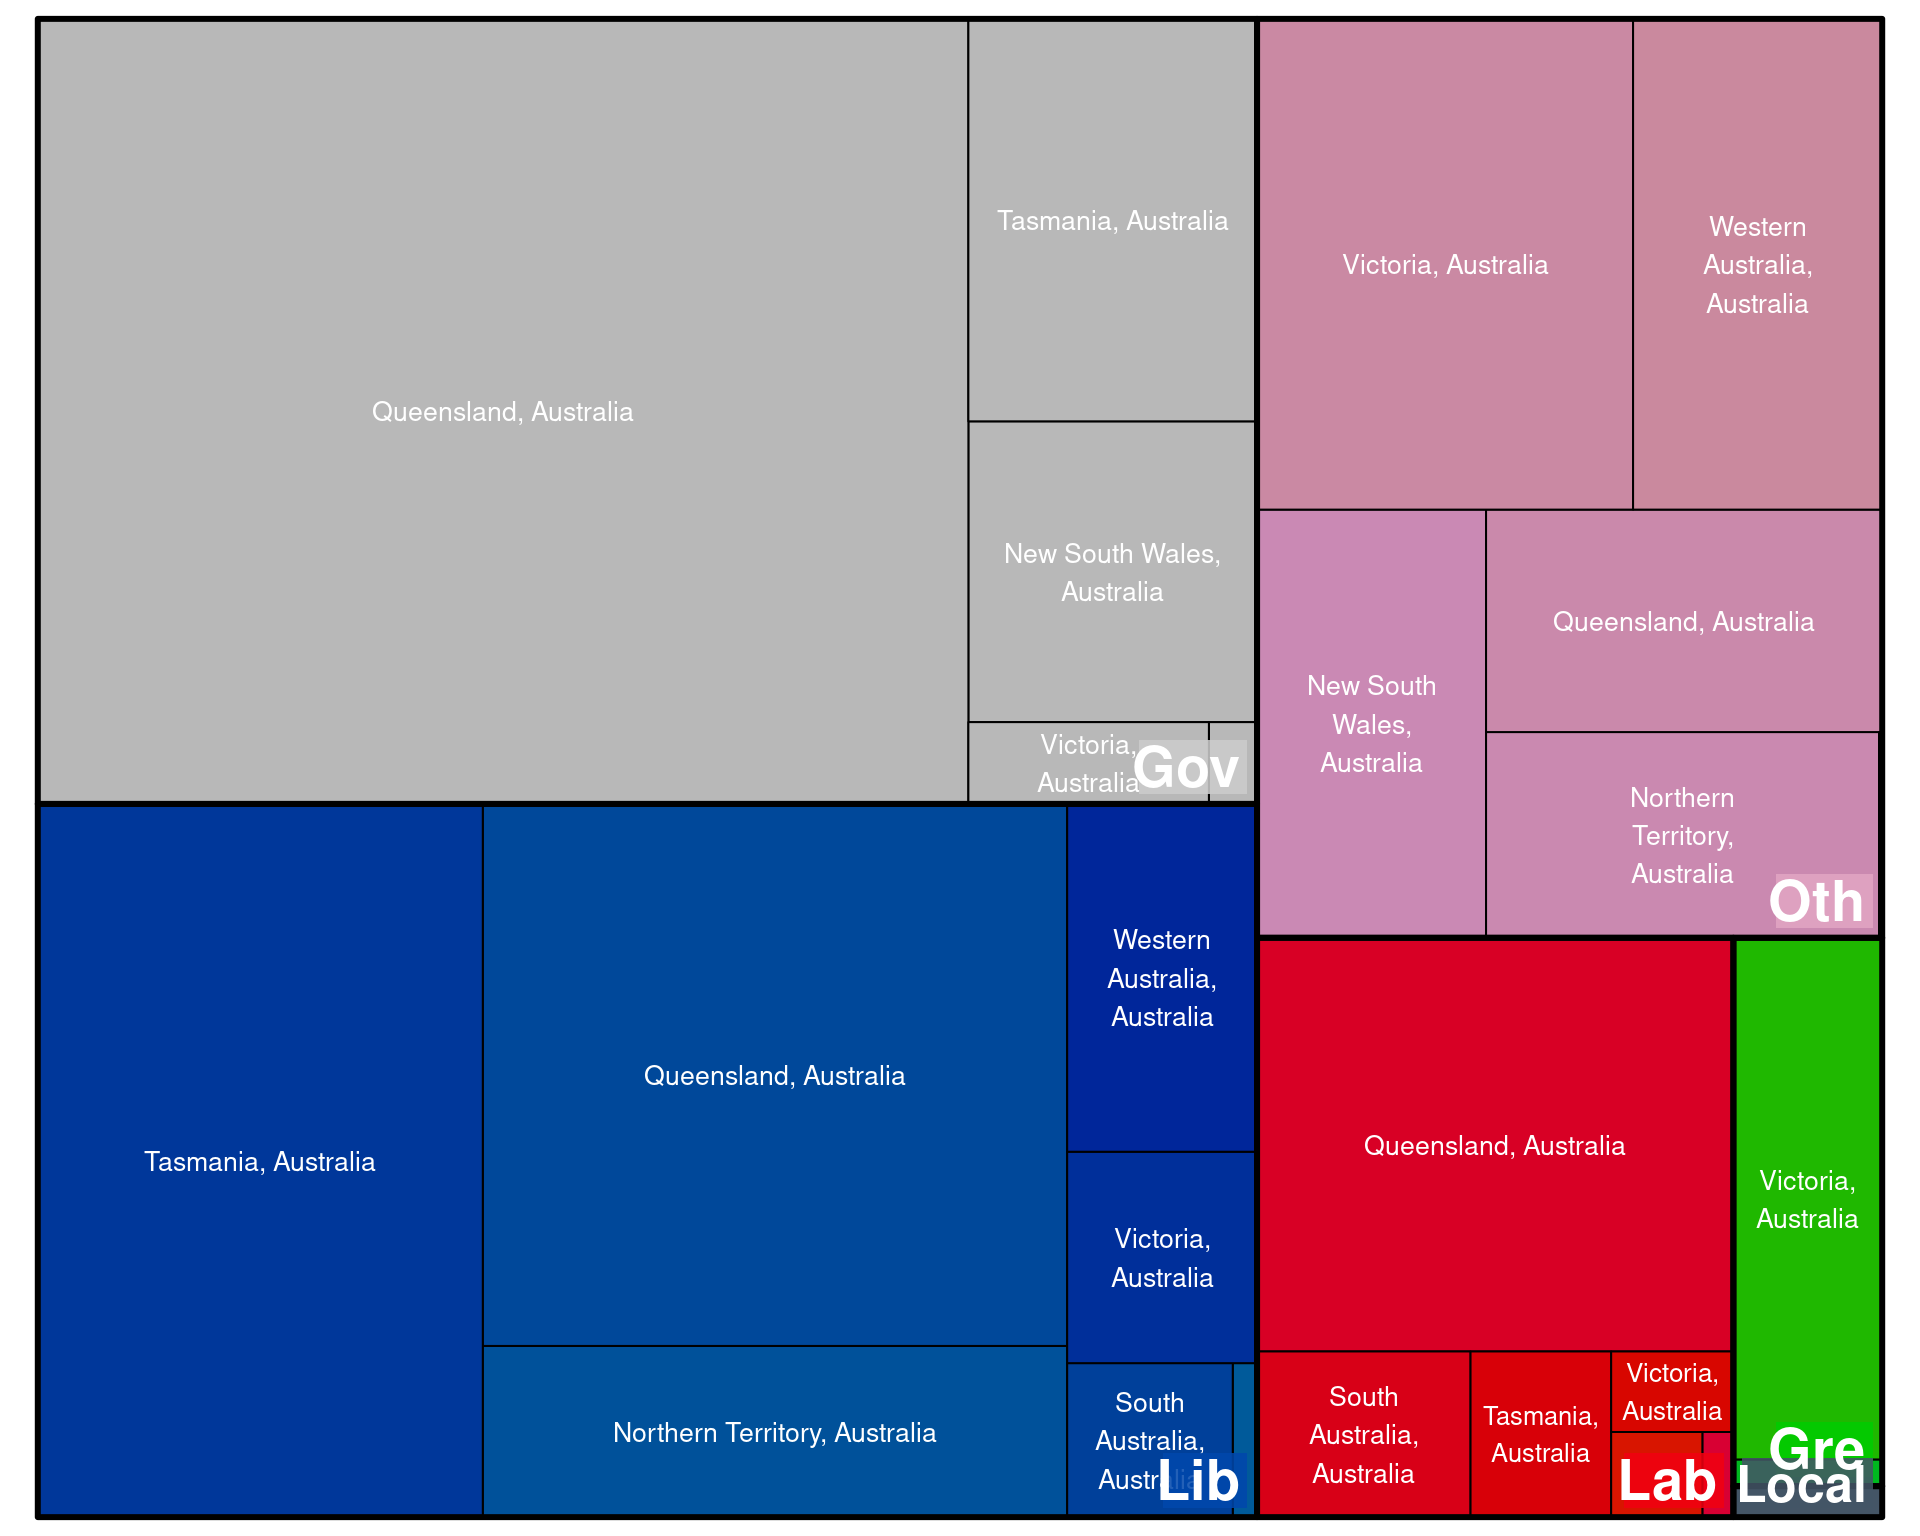 Queensland, Australia
Tasmania, Australia
New South Wales,
Australia
Victoria,
Australia
Gov
Victoria, Australia
Western
Australia,
Australia
New South
Wales,
Australia
Queensland, Australia
Northern
Territory,
Australia
Oth
Tasmania, Australia
Queensland, Australia
Northern Territory, Australia
Western
Australia,
Australia
Victoria,
Australia
South
Australia,
Australia
Lib
Queensland, Australia
South
Australia,
Australia
Tasmania,
Australia
Victoria,
Australia
Lab
Victoria,
Australia
Gre
Local